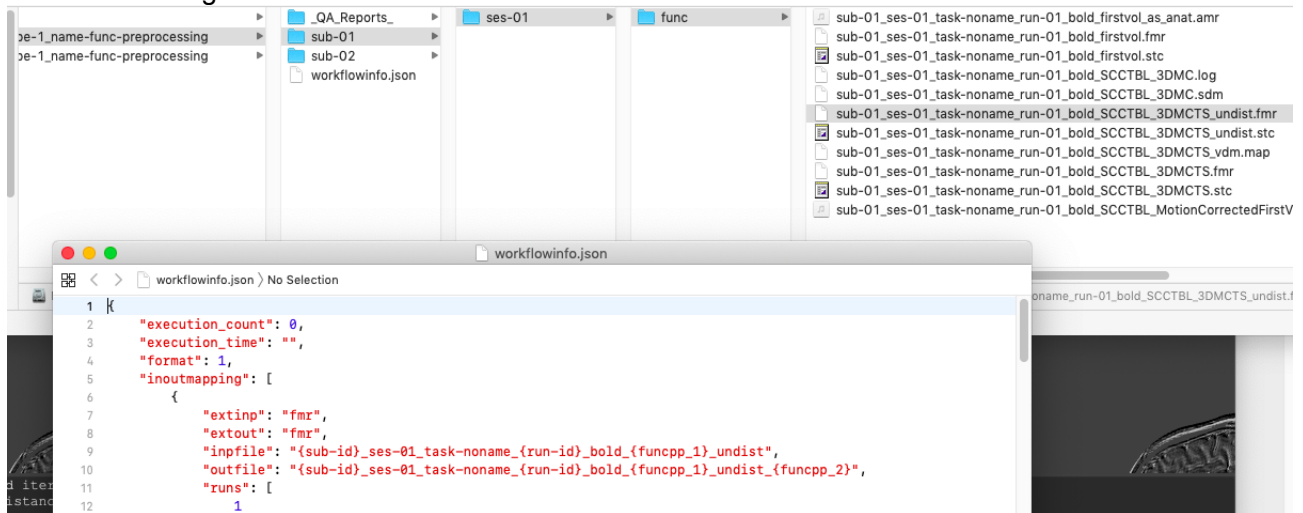 _QA_Reports_
ses-01
func
sub-01_ses-01_task-noname_run-01_bold_firstvol_as_anat.amr
pe-1_name-func-preprocessing
sub-01
sub-01_ses-01_task-noname_run-01_bold_firstvol.fmr
pe-1_name-func-preprocessing
sub-02
sub-01_ses-01_task-noname_run-01_bold_firstvol.stc
workflowinfo.json
sub-01_ses-01_task-noname_run-01_bold_SCCTBL_3DMC.log
sub-01_ses-01_task-noname_run-01_bold_SCCTBL_3DMC.sdm
sub-01_ses-01_task-noname_run-01_bold_SCCTBL_3DMCTS_undist.fmr
sub-01_ses-01_task-noname_run-01_bold_SCCTBL_3DMCTS_undist.stc
sub-01_ses-01_task-noname_run-01_bold_SCCTBL_3DMCTS_vdm.map
sub-01_ses-01_task-noname_run-01_bold_SCCTBL_3DMCTS.fmr
sub-01_ses-01_task-noname_run-01_bold_SCCTBL_3DMCTS.stc
sub-01_ses-01_task-noname_run-01_bold_SCCTBL_MotionCorrectedFirstV
workflowinfo.json
workflowinfo.json 〉No Selection
oname_run-01_bold_SCCTBL_3DMCTS_undist.f
1 {
2 "execution_count": 0,
3 "execution_time": "",
4 "format": 1,
5 "inoutmapping": [
6 {
7 "extinp": "fmr",
8 "extout": "fmr",
9 "inpfile": "{sub-id}_ses-01_task-noname_{run-id}_bold_{funcpp_1}_undist",
10 "outfile": "{sub-id}_ses-01_task-noname_{run-id}_bold_{funcpp_1}_undist_{funcpp_2}",
11 "runs": [
12 1
d iter
istanc